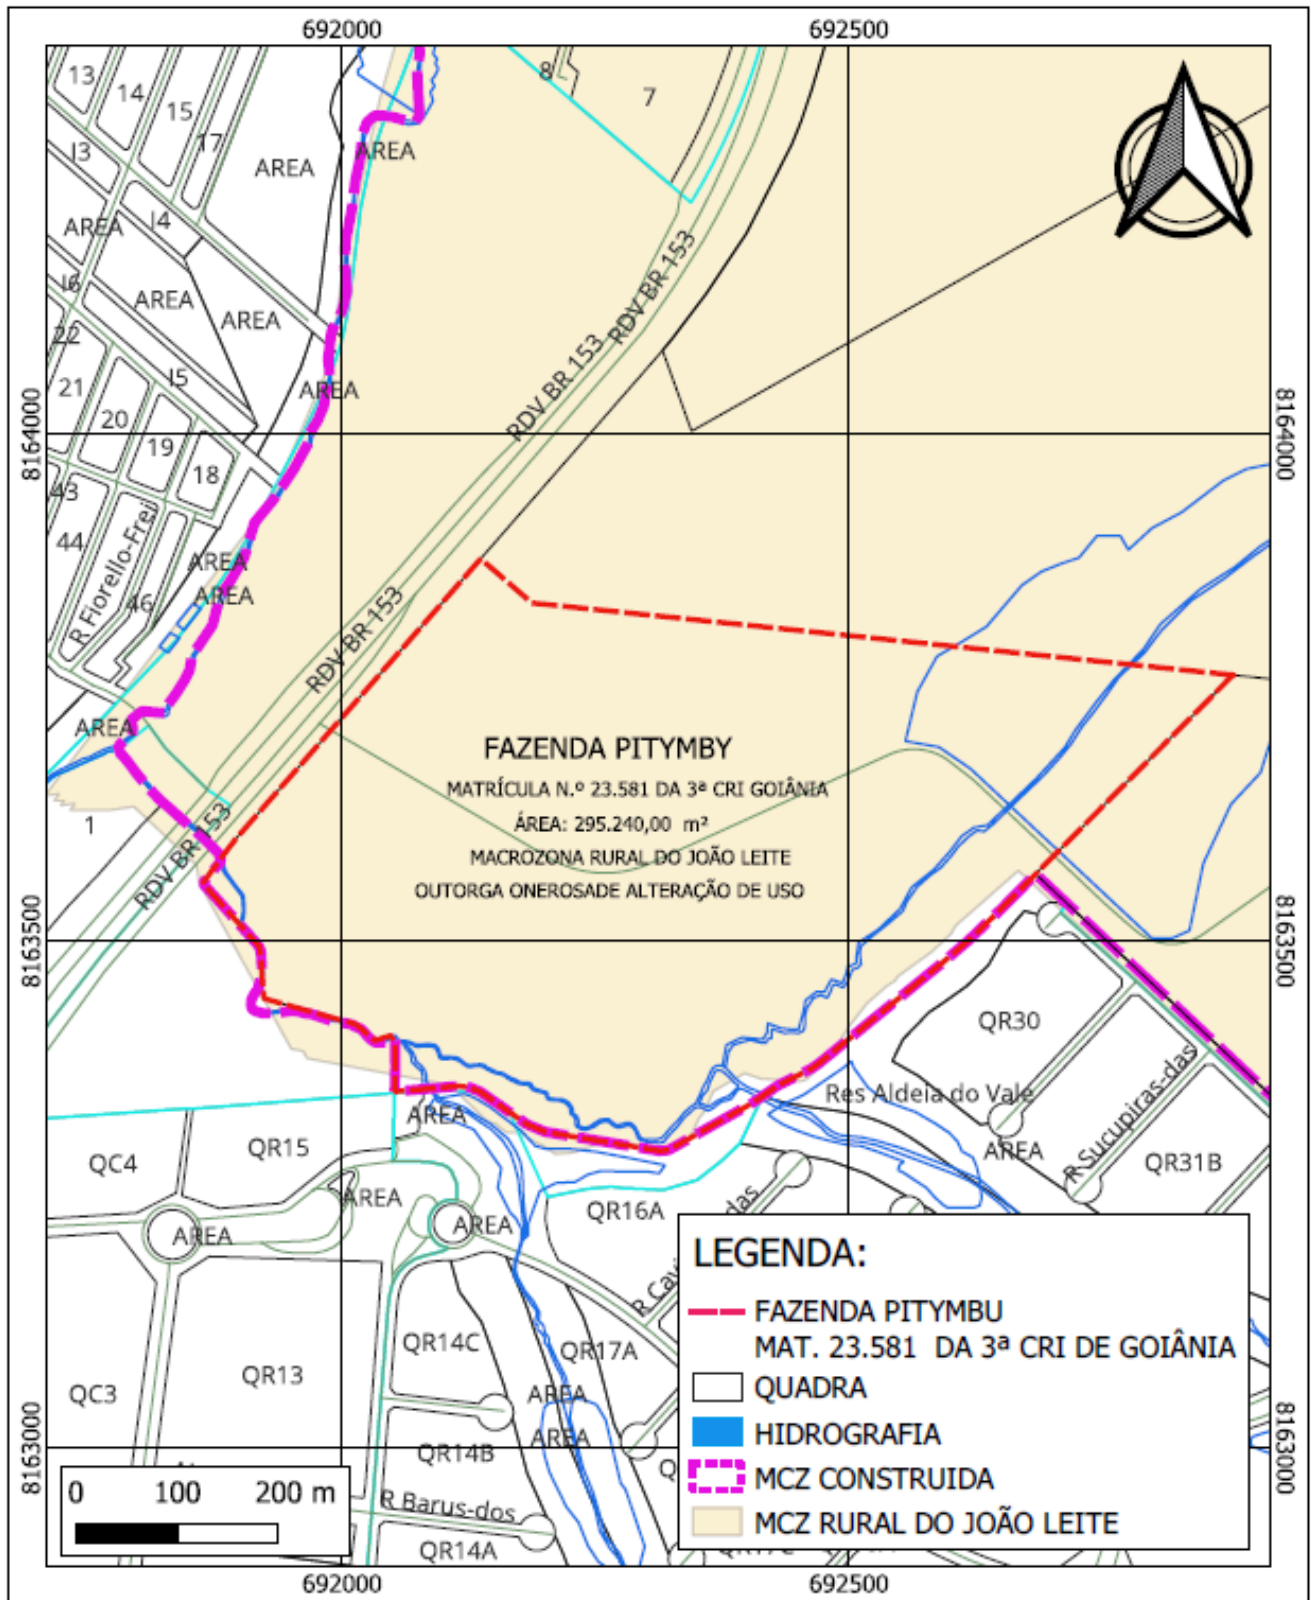 692000
692500
13
14
15
17
8
7
I3
AREA
AREA
AREA
I4
I6
AREA
AREA
22
I5
21
20
19
18
AREA
RDV BR 153
RDV BR 153
8164000
8164000
43
44
R Fiorello-Frei
46
AREA
AREA
RDV BR 153
AREA
1
RDV BR 153
FAZENDA PITYMBY
MATRÍCULA N.º 23.581 DA 3ª CRI GOIÂNIA
ÁREA: 295.240,00 m²
MACROZONA RURAL DO JOÃO LEITE
OUTORGA ONEROSADE ALTERAÇÃO DE USO
8163500
8163500
QR30
Res Aldeia do Vale
R Sucupiras-das
AREA
AREA
QR31B
QC4
QR15
AREA
AREA
AREA
QR16A
das
R Cavi
QR14C
QR17A
QC3
QR13
AREA
AREA
QR14B
R Barus-dos
QR14A
LEGENDA:
FAZENDA PITYMBU
MAT. 23.581 DA 3ª CRI DE GOIÂNIA
QUADRA
HIDROGRAFIA
MCZ CONSTRUIDA
MCZ RURAL DO JOÃO LEITE
8163000
8163000
0 100 200 m
692000
692500